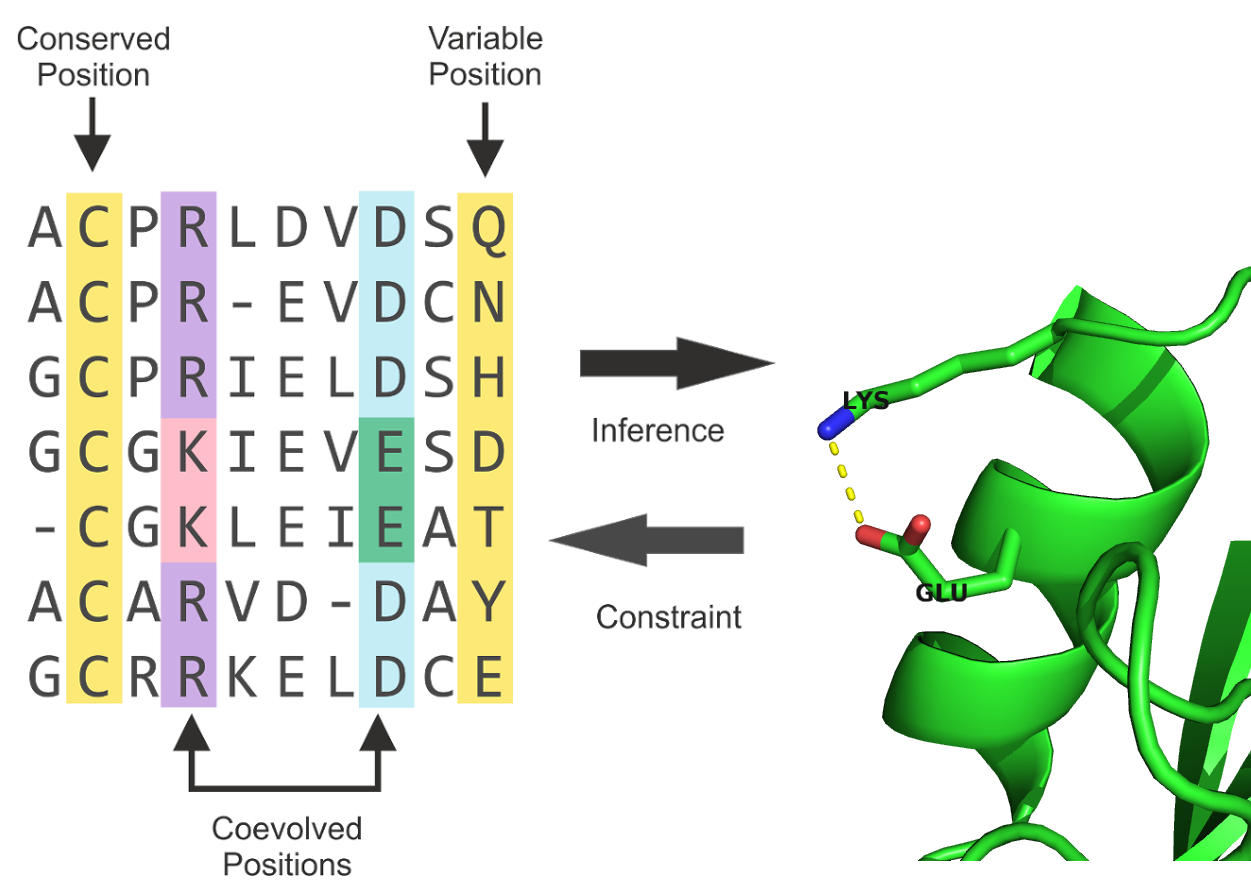 Conserved
Position
Variable
Position
A C P R L D V D S Q
A C P R - E V D C N
G C P R I E L D S H
G C G K I E V E S D
- C G K L E I E A T
A C A R V D - D A Y
G C R R K E L D C E
Coevolved
Positions
Inference
Constraint
LYS
GLU